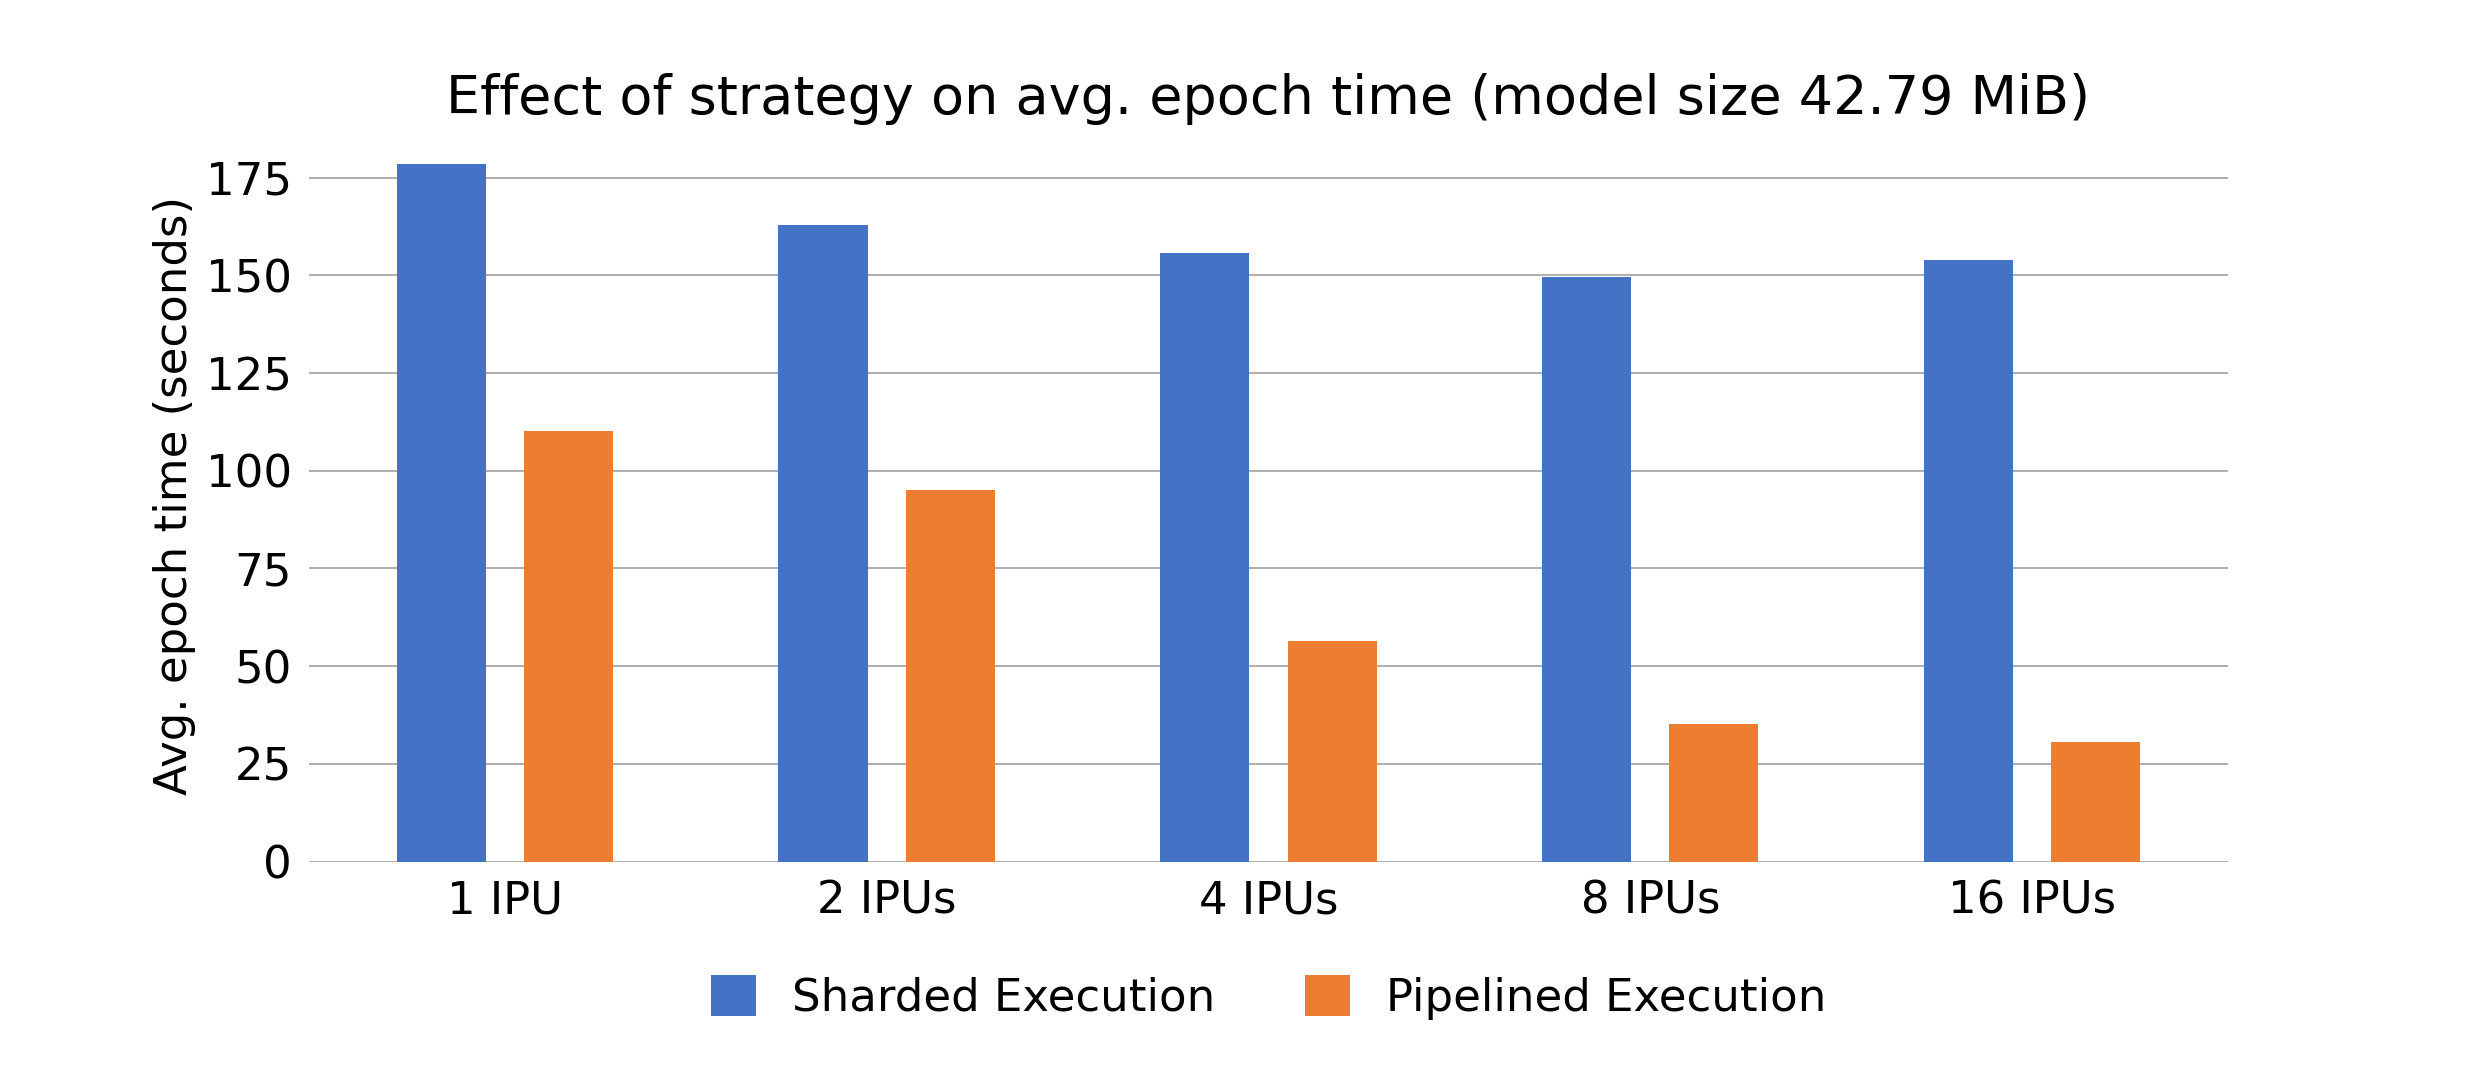 Effect of strategy on avg. epoch time (model size 42.79 MiB)
Avg. epoch time (seconds)
175
150
125
100
75
50
25
0
1 IPU
2 IPUs
4 IPUs
8 IPUs
16 IPUs
Sharded Execution
Pipelined Execution